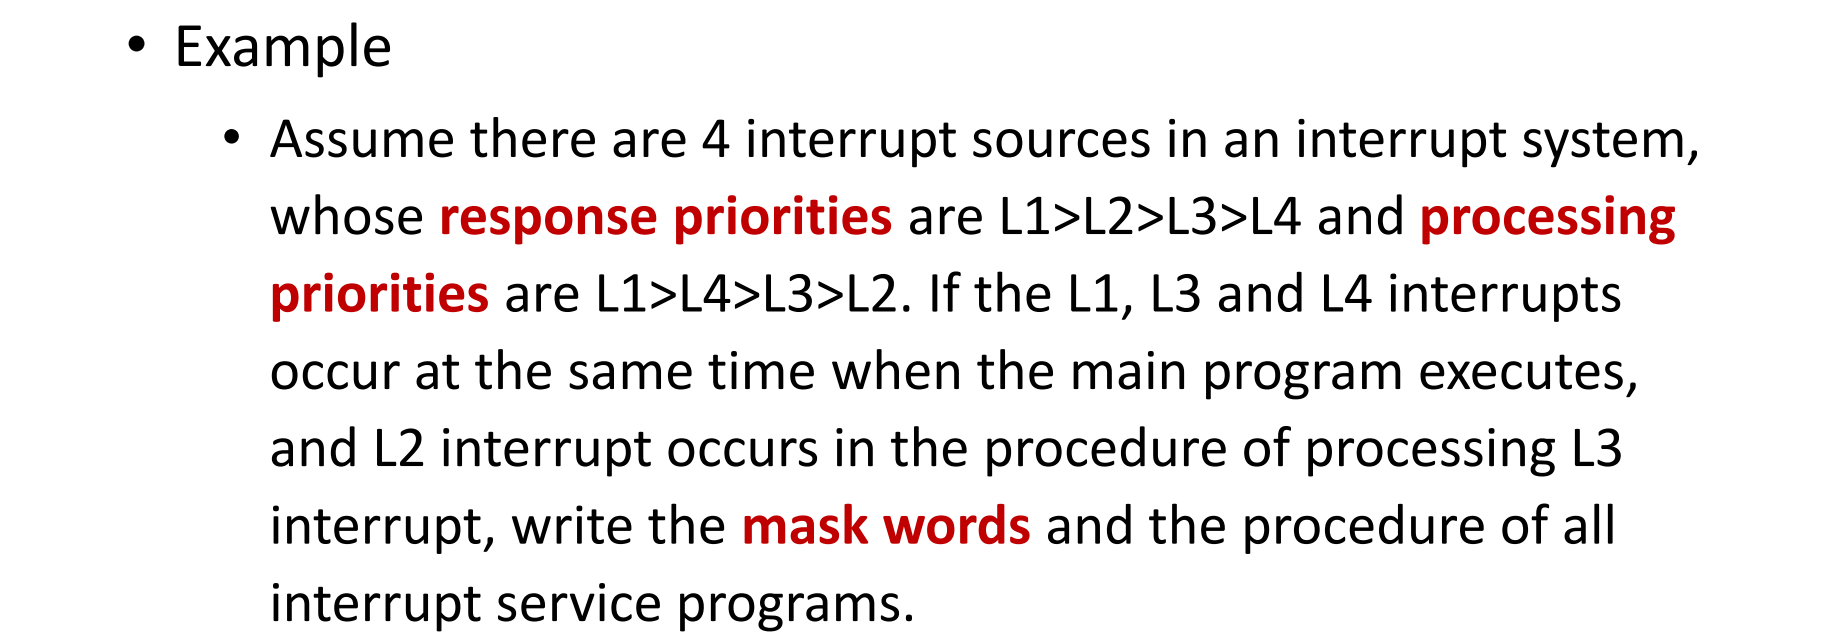 • Example
• Assume there are 4 interrupt sources in an interrupt system,
whose response priorities are L1>L2>L3>L4 and processing
priorities are L1>L4>L3>L2. If the L1, L3 and L4 interrupts
occur at the same time when the main program executes,
and L2 interrupt occurs in the procedure of processing L3
interrupt, write the mask words and the procedure of all
interrupt service programs.